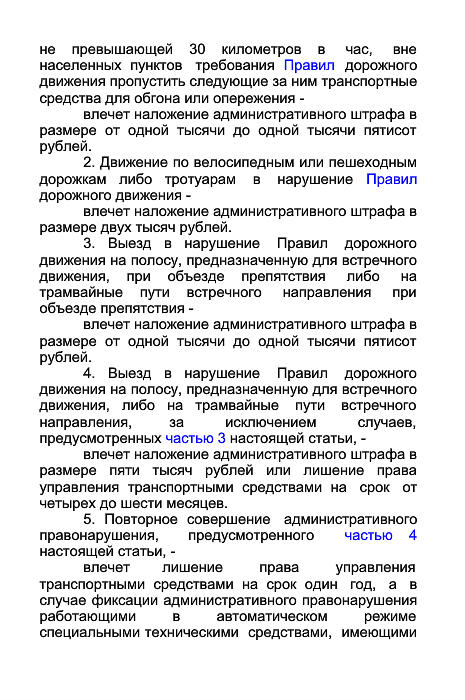 не превышающей 30 километров в час, вне
населенных пунктов требования Правил дорожного
движения пропустить следующие за ним транспортные
средства для обгона или опережения -
влечет наложение административного штрафа в
размере от одной тысячи до одной тысячи пятисот
рублей.
2. Движение по велосипедным или пешеходным
дорожкам либо тротуарам в нарушение Правил
дорожного движения -
влечет наложение административного штрафа в
размере двух тысяч рублей.
3. Выезд в нарушение Правил дорожного
движения на полосу, предназначенную для встречного
движения, при объезде препятствия либо на
трамвайные пути встречного направления при
объезде препятствия -
влечет наложение административного штрафа в
размере от одной тысячи до одной тысячи пятисот
рублей.
4. Выезд в нарушение Правил дорожного
движения на полосу, предназначенную для встречного
движения, либо на трамвайные пути встречного
направления, за исключением случаев,
предусмотренных частью 3 настоящей статьи, -
влечет наложение административного штрафа в
размере пяти тысяч рублей или лишение права
управления транспортными средствами на срок от
четырех до шести месяцев.
5. Повторное совершение административного
правонарушения, предусмотренного частью 4
настоящей статьи, -
влечет лишение права управления
транспортными средствами на срок один год, а в
случае фиксации административного правонарушения
работающими в автоматическом режиме
специальными техническими средствами, имеющими